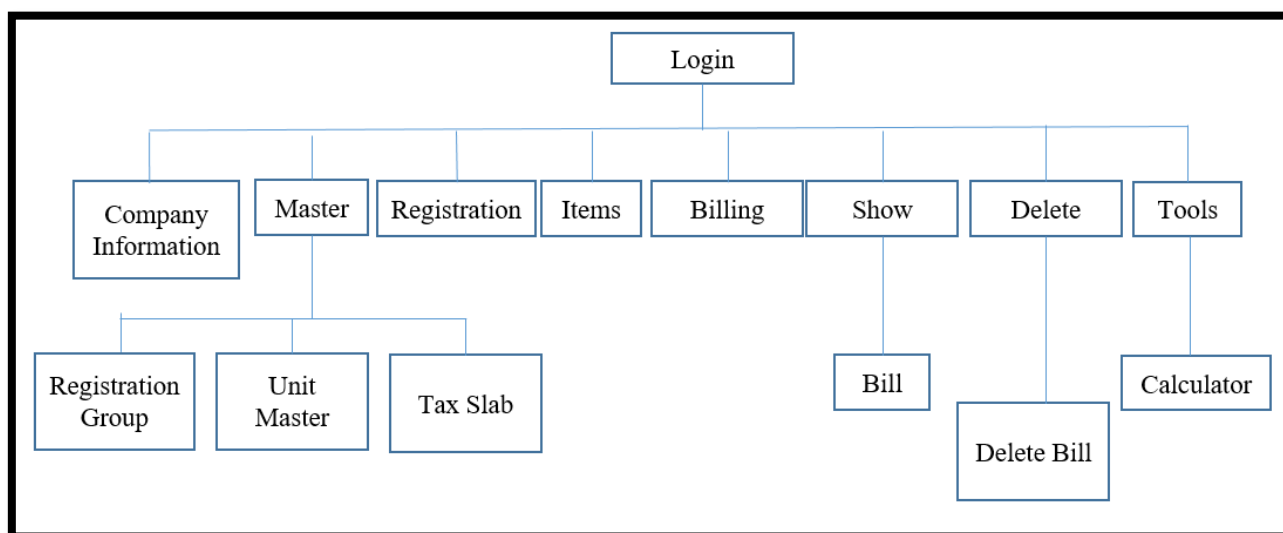 Login
Company
Information
Master
Registration
Items
Billing
Show
Delete
Tools
Registration
Group
Unit
Master
Tax Slab
Bill
Delete Bill
Calculator